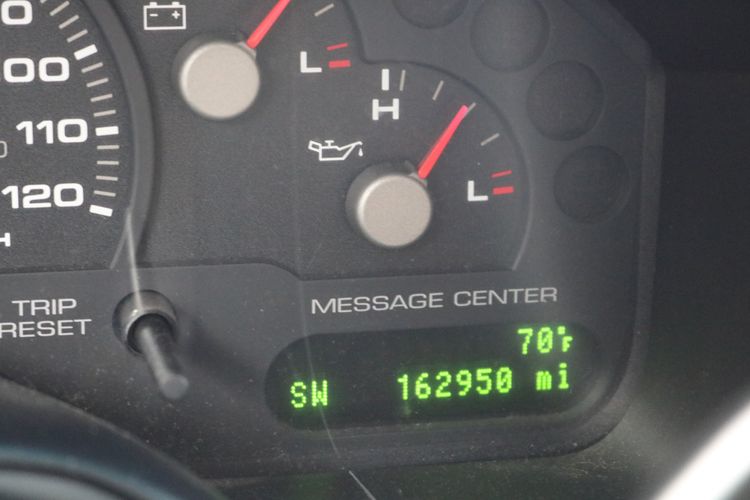 00
110
120
H
L
H
L
TRIP
RESET
MESSAGE CENTER
70°F
SW 162950 mi